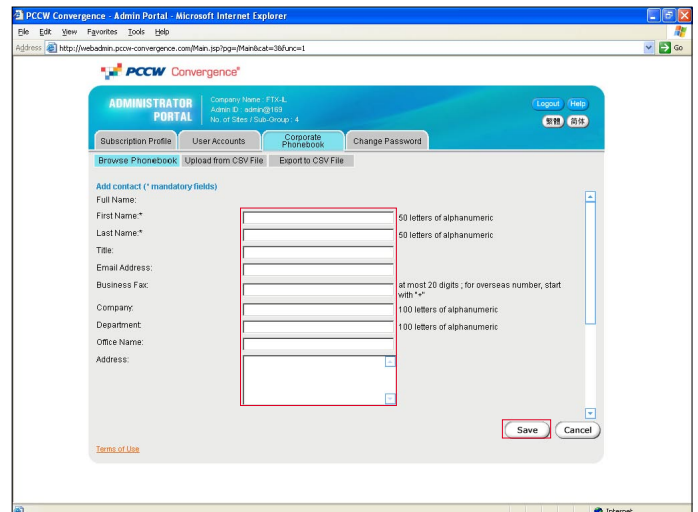 PCCW Convergence - Admin Portal - Microsoft Internet Explorer
File Edit View Favorites Tools Help
Address http://webadmin.pccw-convergence.com/Main.jsp?pg=/Main&cat=3&func=1 Go
PCCW Convergence*
ADMINISTRATOR PORTAL
Company Name : FTX-IL
Admin ID : admin@169
No. of Sites / Sub-Group : 4
Logout Help
繁體 简体
Subscription Profile User Accounts Corporate Phonebook Change Password
Browse Phonebook Upload from CSV File Export to CSV File
Add contact (* mandatory fields)
Full Name:
First Name:* 50 letters of alphanumeric
Last Name:* 50 letters of alphanumeric
Title:
Email Address:
Business Fax: at most 20 digits ; for overseas number, start
with "+"
Company: 100 letters of alphanumeric
Department: 100 letters of alphanumeric
Office Name:
Address:
Save Cancel
Terms of Use
Internet